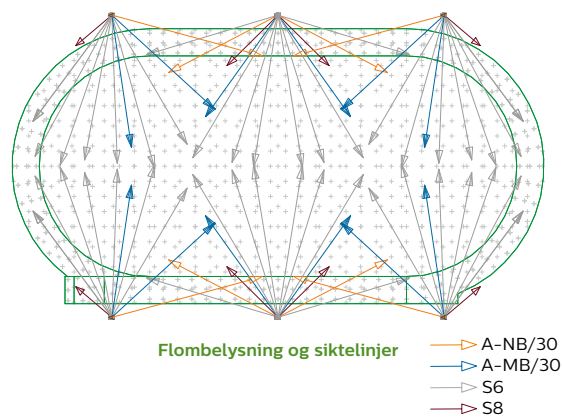 Flombelysning og siktelinjer
A-NB/30
A-MB/30
S6
S8